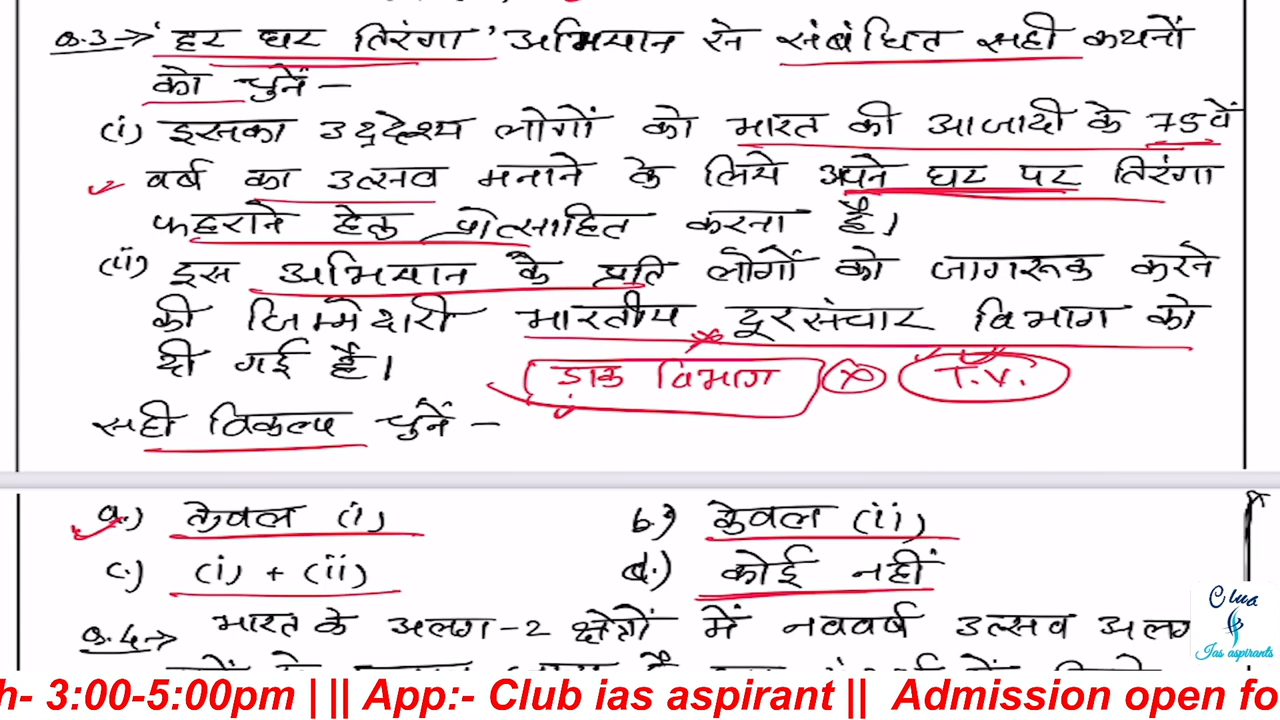 Q.3→ 'हर घर तिरंगा' अभियान से संबंधित सही कथनों
को चुनें –
(i) इसका उद्देश्य लोगों को भारत की आजादी के 75वें
वर्ष का उत्सव मनाने के लिये अपने घर पर तिरंगा
फहराने हेतु प्रोत्साहित करना है।
(ii) इस अभियान के प्रति लोगों को जागरूक करने
की जिम्मेदारी भारतीय दूरसंचार विभाग को
दी गई है।
डाक विभाग T.V.
सही विकल्प चुनें –
a.) केवल (i) b.) केवल (ii)
c.) (i) + (ii) d.) कोई नहीं
Q.4→ भारत के अलग-2 क्षेत्रों में नववर्ष उत्सव अलग
Club
Ias aspirants
h- 3:00-5:00pm | || App:- Club ias aspirant || Admission open fo